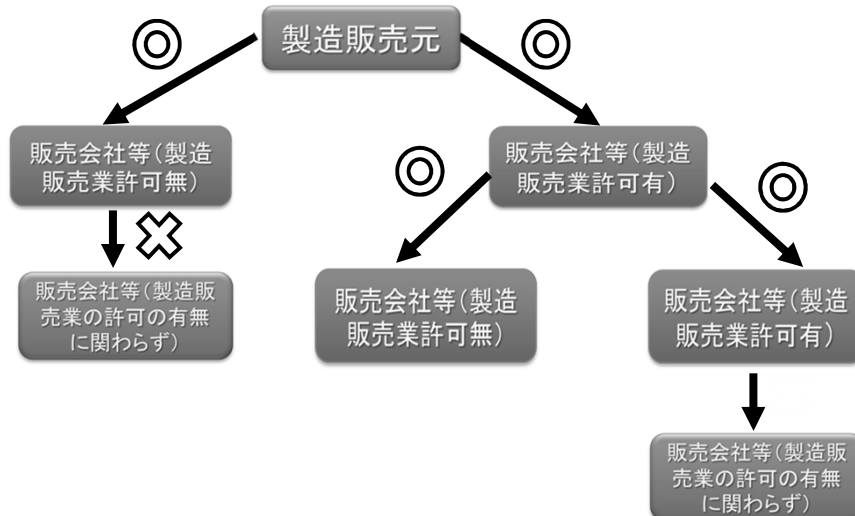 製造販売元
販売会社等(製造
販売業許可無)
販売会社等(製造
販売業許可有)
販売会社等(製造販
売業の許可の有無
に関わらず)
販売会社等(製造
販売業許可無)
販売会社等(製造
販売業許可有)
販売会社等(製造販
売業の許可の有無
に関わらず)